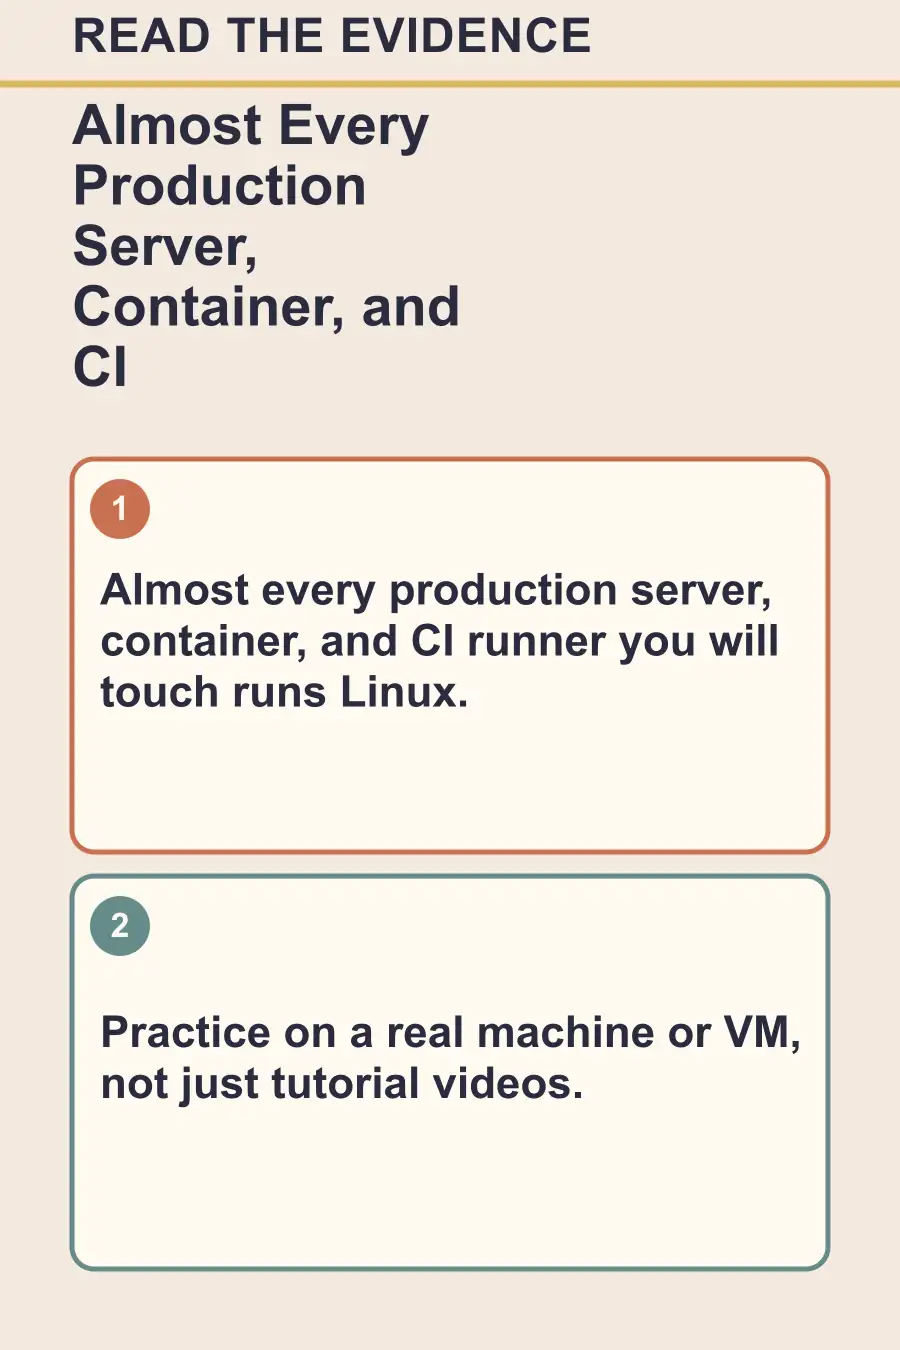 READ THE EVIDENCE
Almost Every
Production
Server,
Container, and
CI
1
Almost every production server,
container, and CI runner you will
touch runs Linux.
2
Practice on a real machine or VM,
not just tutorial videos.